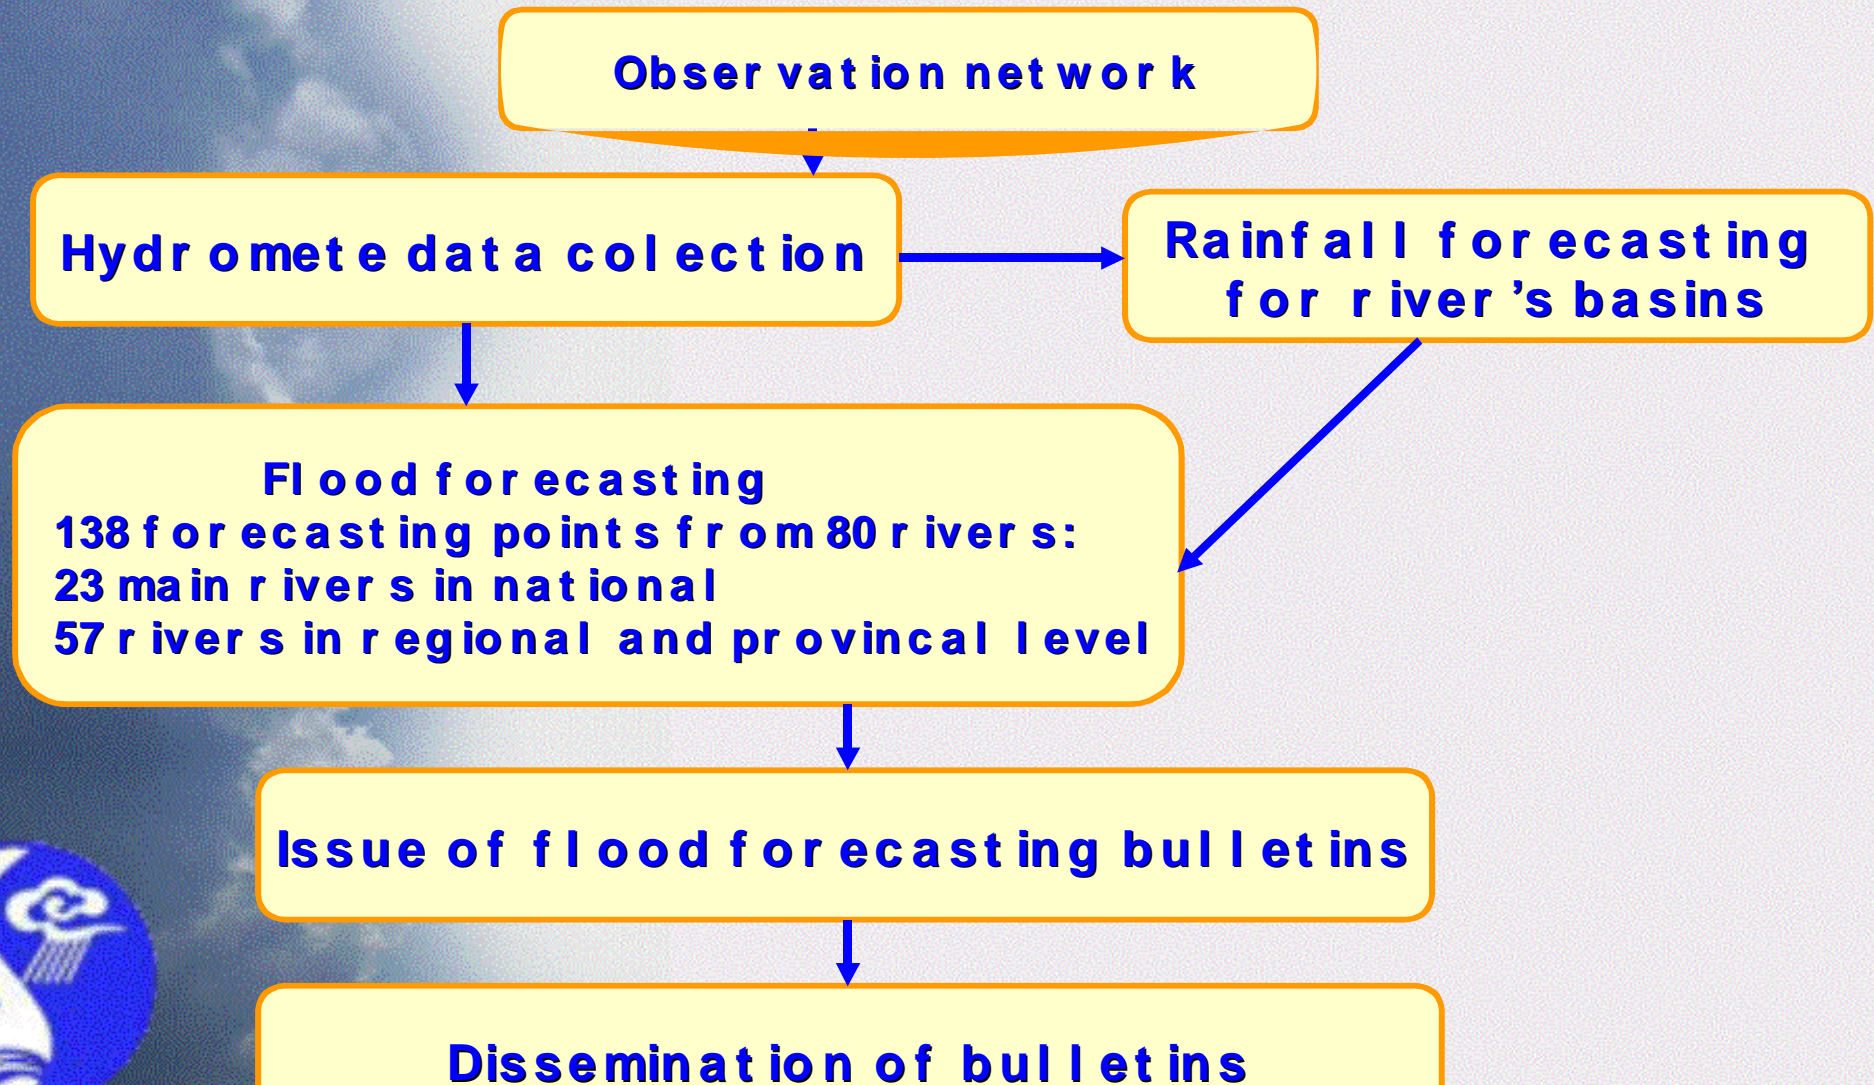 Observation network
Hydromete data colection
Rainfall forecasting
for river’s basins
Flood forecasting
138 forecasting points from 80 rivers:
23 main rivers in national
57 rivers in regional and provincal level
Issue of flood forecasting bulletins
Dissemination of bulletins